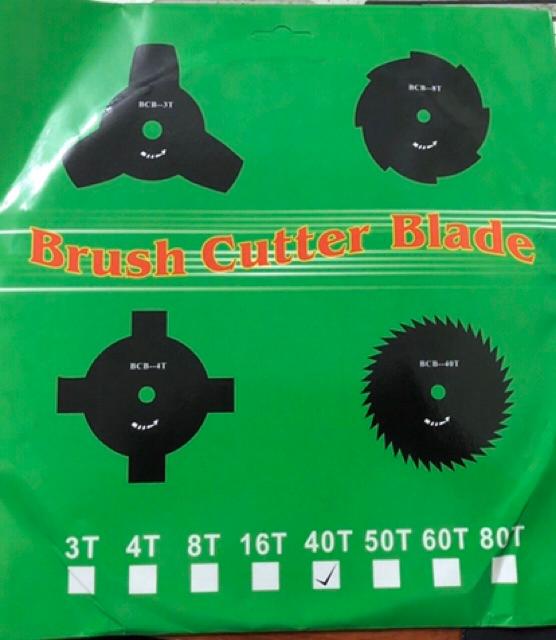 BCB--3T
BCB--8T
Brush Cutter Blade
BCB--4T
BCB--40T
3T 4T 8T 16T 40T 50T 60T 80T